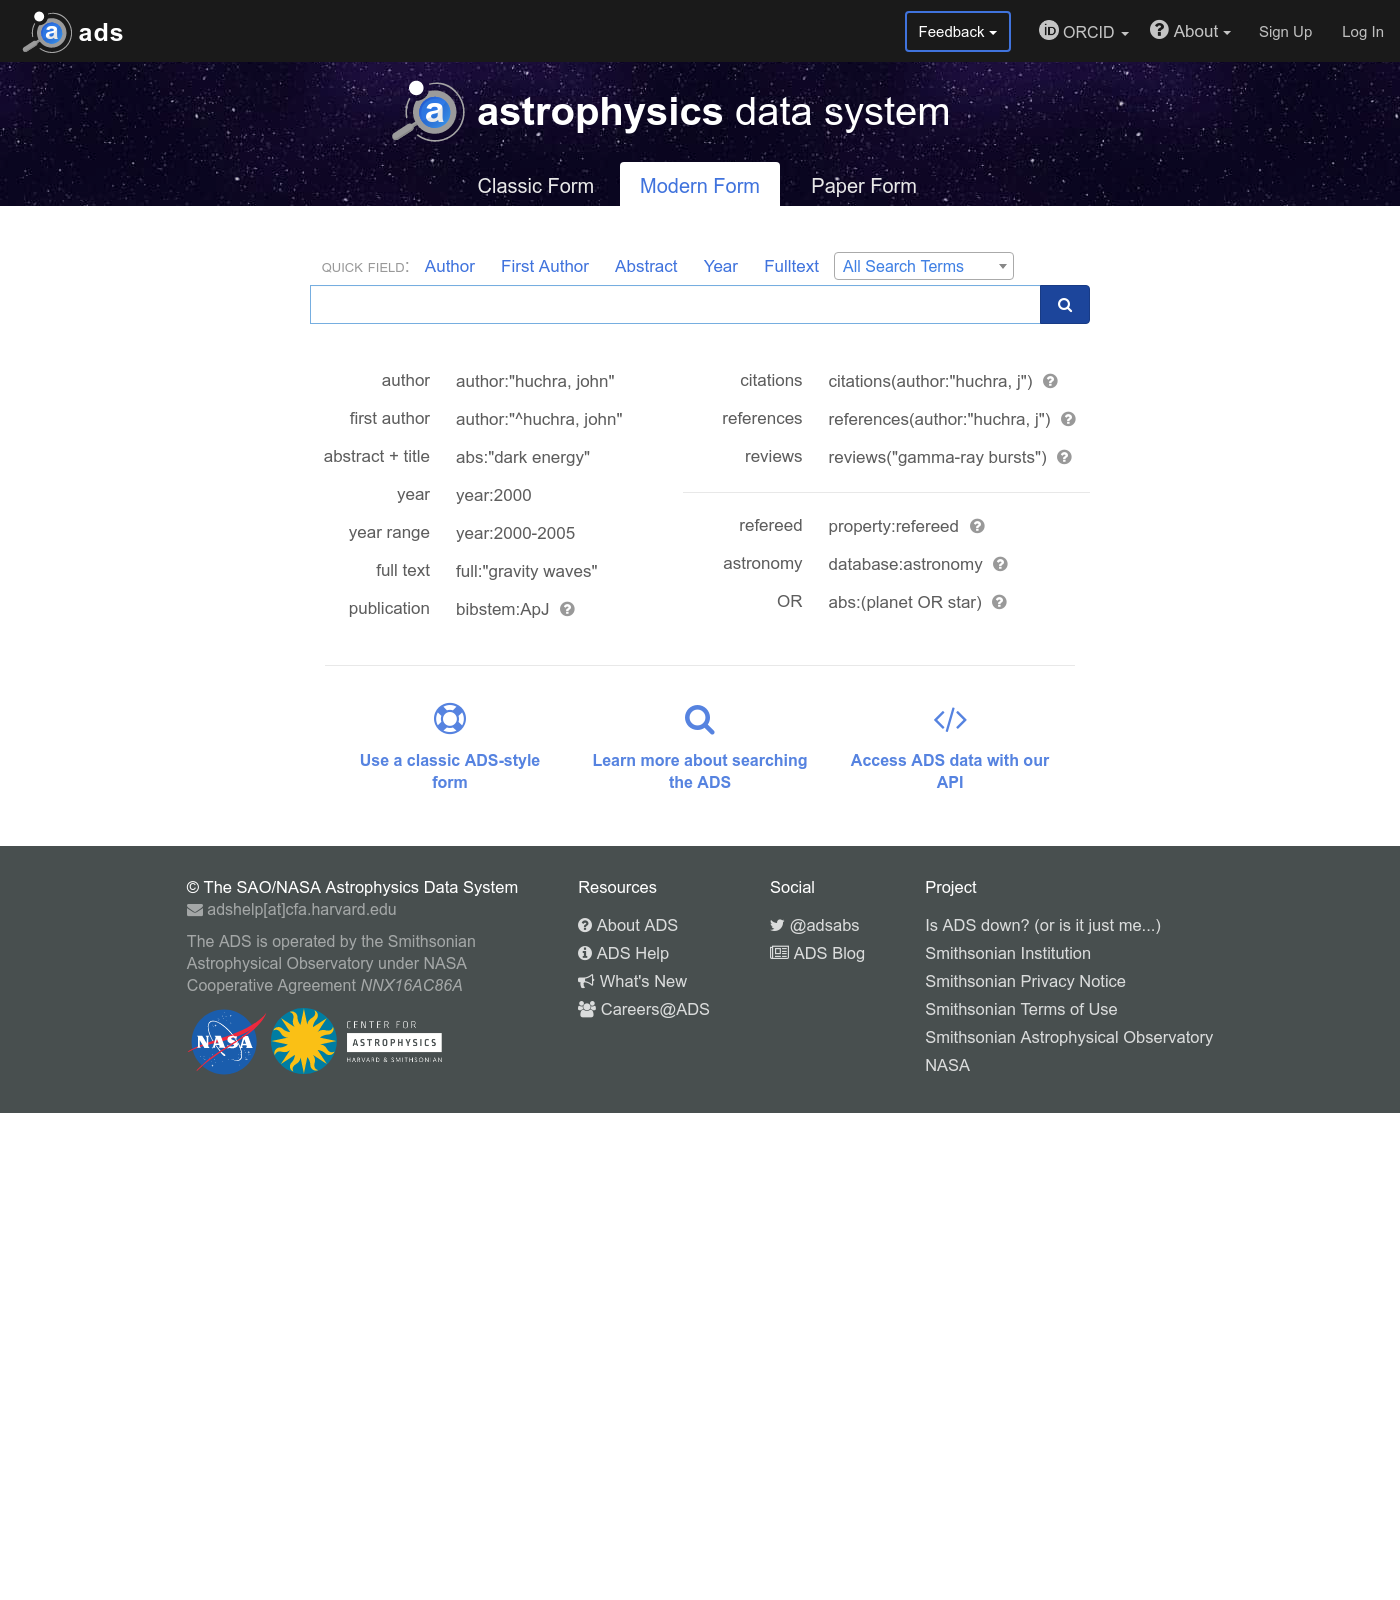 a ads
Feedback
iD ORCID
? About
Sign Up
Log In
a astrophysics data system
Classic Form
Modern Form
Paper Form
QUICK FIELD: Author First Author Abstract Year Fulltext All Search Terms
author author:"huchra, john"
first author author:"^huchra, john"
abstract + title abs:"dark energy"
year year:2000
year range year:2000-2005
full text full:"gravity waves"
publication bibstem:ApJ ?
citations citations(author:"huchra, j") ?
references references(author:"huchra, j") ?
reviews reviews("gamma-ray bursts") ?
refereed property:refereed ?
astronomy database:astronomy ?
OR abs:(planet OR star) ?
Use a classic ADS-style
form
Learn more about searching
the ADS
Access ADS data with our
API
© The SAO/NASA Astrophysics Data System
adshelp[at]cfa.harvard.edu
The ADS is operated by the Smithsonian
Astrophysical Observatory under NASA
Cooperative Agreement NNX16AC86A
NASA
CENTER FOR
ASTROPHYSICS
HARVARD & SMITHSONIAN
Resources
? About ADS
i ADS Help
What's New
Careers@ADS
Social
@adsabs
ADS Blog
Project
Is ADS down? (or is it just me...)
Smithsonian Institution
Smithsonian Privacy Notice
Smithsonian Terms of Use
Smithsonian Astrophysical Observatory
NASA